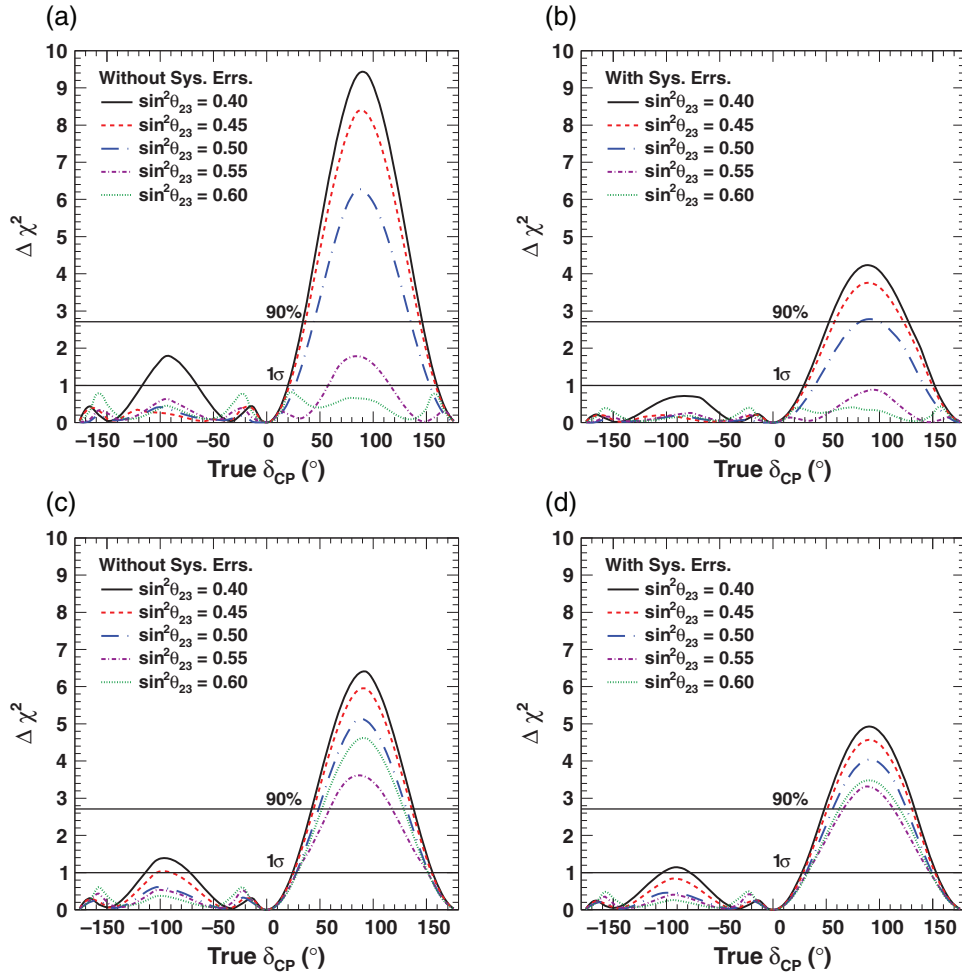 (a)
10
9
8
7
6
5
4
3
2
1
0
Δ χ²
Without Sys. Errs.
sin²θ₂₃ = 0.40
sin²θ₂₃ = 0.45
sin²θ₂₃ = 0.50
sin²θ₂₃ = 0.55
sin²θ₂₃ = 0.60
90%
1σ
−150 −100 −50 0 50 100 150
True δCP (°)
(b)
10
9
8
7
6
5
4
3
2
1
0
Δ χ²
With Sys. Errs.
sin²θ₂₃ = 0.40
sin²θ₂₃ = 0.45
sin²θ₂₃ = 0.50
sin²θ₂₃ = 0.55
sin²θ₂₃ = 0.60
90%
1σ
−150 −100 −50 0 50 100 150
True δCP (°)
(c)
10
9
8
7
6
5
4
3
2
1
0
Δ χ²
Without Sys. Errs.
sin²θ₂₃ = 0.40
sin²θ₂₃ = 0.45
sin²θ₂₃ = 0.50
sin²θ₂₃ = 0.55
sin²θ₂₃ = 0.60
90%
1σ
−150 −100 −50 0 50 100 150
True δCP (°)
(d)
10
9
8
7
6
5
4
3
2
1
0
Δ χ²
With Sys. Errs.
sin²θ₂₃ = 0.40
sin²θ₂₃ = 0.45
sin²θ₂₃ = 0.50
sin²θ₂₃ = 0.55
sin²θ₂₃ = 0.60
90%
1σ
−150 −100 −50 0 50 100 150
True δCP (°)